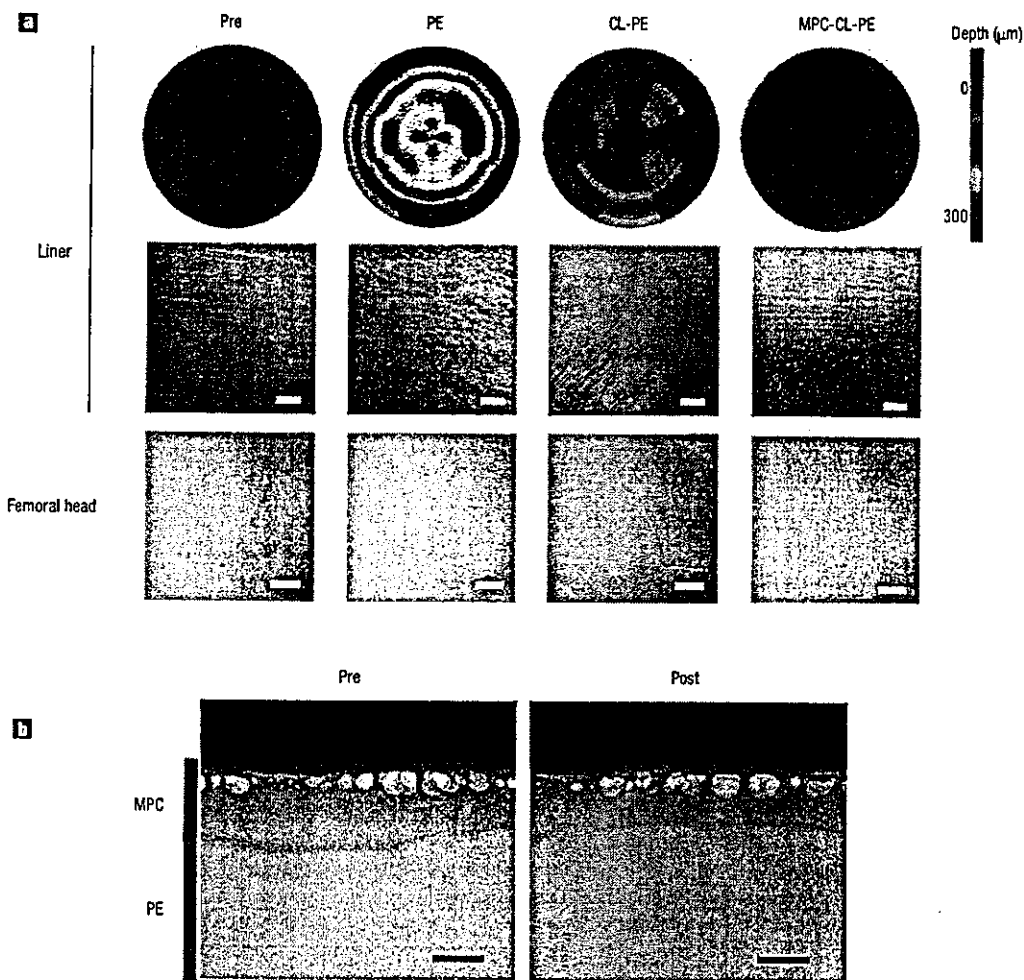 a
Pre PE CL-PE MPC-CL-PE
Depth (μm)
0
300
Liner
Femoral head
Pre Post
b
MPC
PE